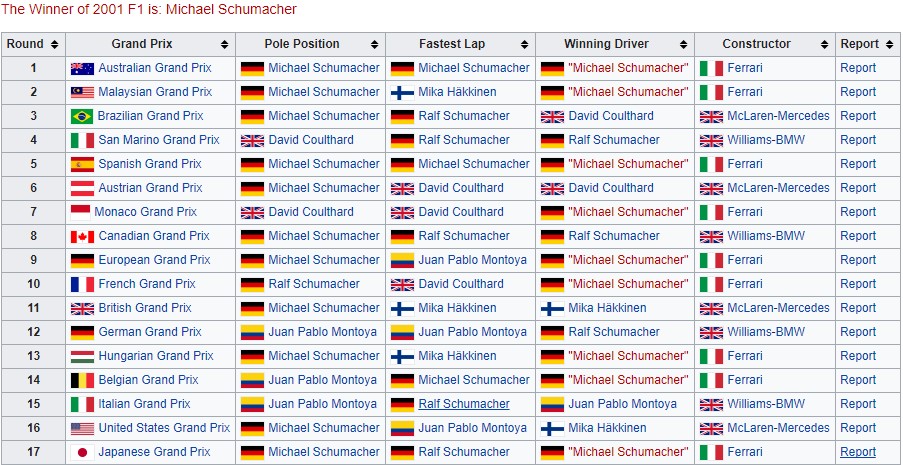 The Winner of 2001 F1 is: Michael Schumacher
Round Grand Prix Pole Position Fastest Lap Winning Driver Constructor Report
1 Australian Grand Prix Michael Schumacher Michael Schumacher "Michael Schumacher" Ferrari Report
2 Malaysian Grand Prix Michael Schumacher Mika Häkkinen "Michael Schumacher" Ferrari Report
3 Brazilian Grand Prix Michael Schumacher Ralf Schumacher David Coulthard McLaren-Mercedes Report
4 San Marino Grand Prix David Coulthard Ralf Schumacher Ralf Schumacher Williams-BMW Report
5 Spanish Grand Prix Michael Schumacher Michael Schumacher "Michael Schumacher" Ferrari Report
6 Austrian Grand Prix Michael Schumacher David Coulthard David Coulthard McLaren-Mercedes Report
7 Monaco Grand Prix David Coulthard David Coulthard "Michael Schumacher" Ferrari Report
8 Canadian Grand Prix Michael Schumacher Ralf Schumacher Ralf Schumacher Williams-BMW Report
9 European Grand Prix Michael Schumacher Juan Pablo Montoya "Michael Schumacher" Ferrari Report
10 French Grand Prix Ralf Schumacher David Coulthard "Michael Schumacher" Ferrari Report
11 British Grand Prix Michael Schumacher Mika Häkkinen Mika Häkkinen McLaren-Mercedes Report
12 German Grand Prix Juan Pablo Montoya Juan Pablo Montoya Ralf Schumacher Williams-BMW Report
13 Hungarian Grand Prix Michael Schumacher Mika Häkkinen "Michael Schumacher" Ferrari Report
14 Belgian Grand Prix Juan Pablo Montoya Michael Schumacher "Michael Schumacher" Ferrari Report
15 Italian Grand Prix Juan Pablo Montoya Ralf Schumacher Juan Pablo Montoya Williams-BMW Report
16 United States Grand Prix Michael Schumacher Juan Pablo Montoya Mika Häkkinen McLaren-Mercedes Report
17 Japanese Grand Prix Michael Schumacher Ralf Schumacher "Michael Schumacher" Ferrari Report